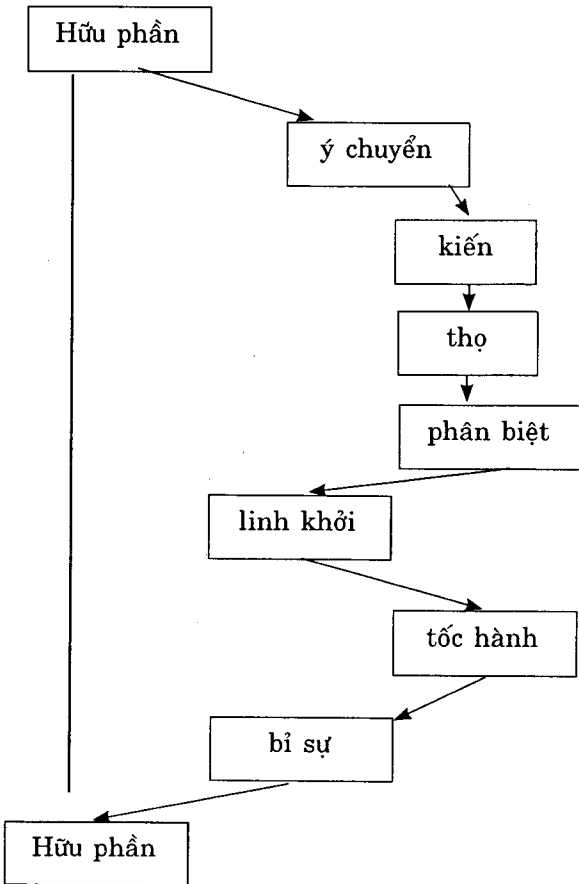 Hữu phần
ý chuyển
kiến
thọ
phân biệt
linh khởi
tốc hành
bỉ sự
Hữu phần